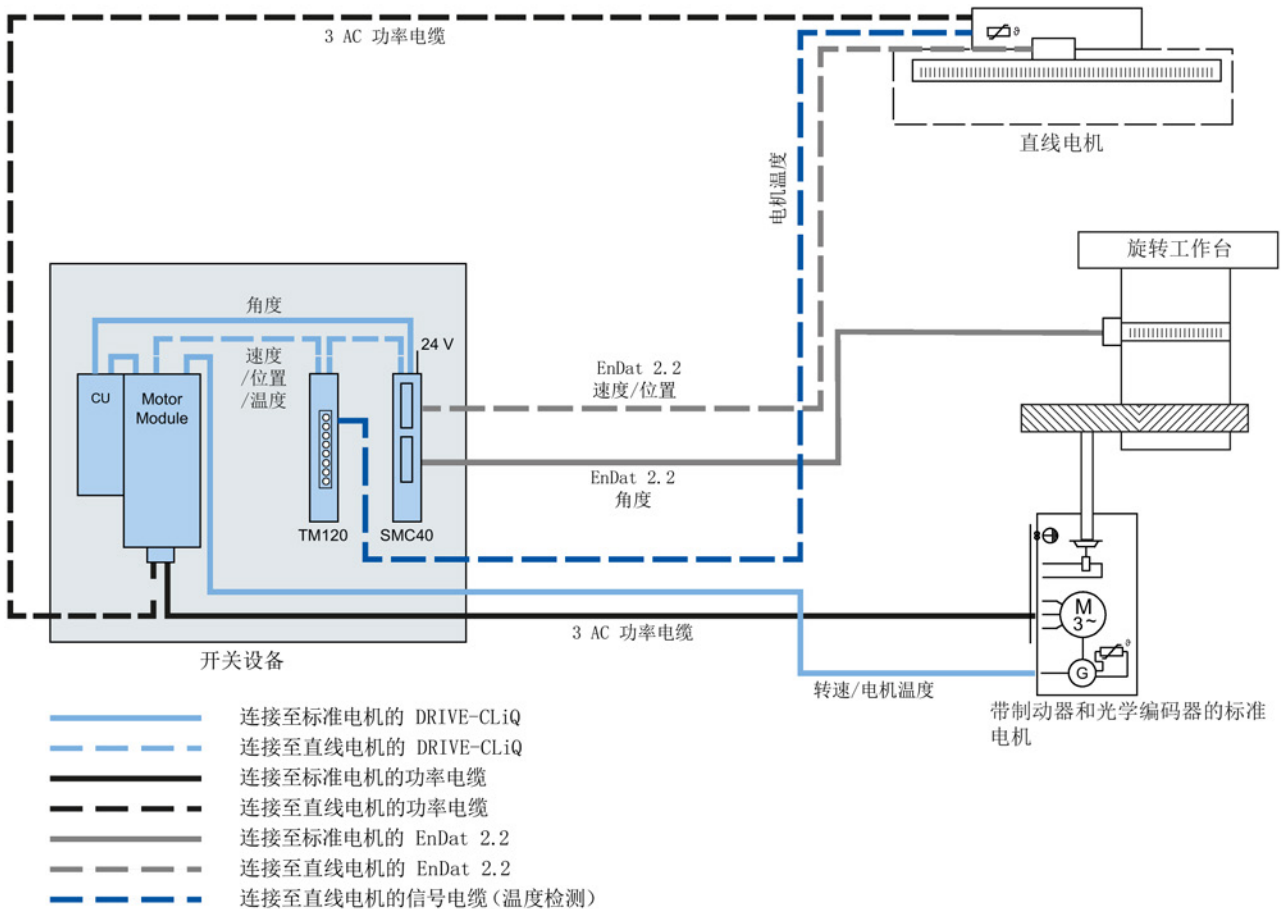 3 AC 功率电缆
ϑ
直线电机
电机温度
旋转工作台
角度
24 V
速度
/位置
/温度
CU
Motor
Module
EnDat 2.2
速度/位置
EnDat 2.2
角度
TM120
SMC40
M
3~
3 AC 功率电缆
ϑ
G
开关设备
转速/电机温度
带制动器和光学编码器的标准
电机
连接至标准电机的 DRIVE-CLiQ
连接至直线电机的 DRIVE-CLiQ
连接至标准电机的功率电缆
连接至直线电机的功率电缆
连接至标准电机的 EnDat 2.2
连接至直线电机的 EnDat 2.2
连接至直线电机的信号电缆(温度检测)